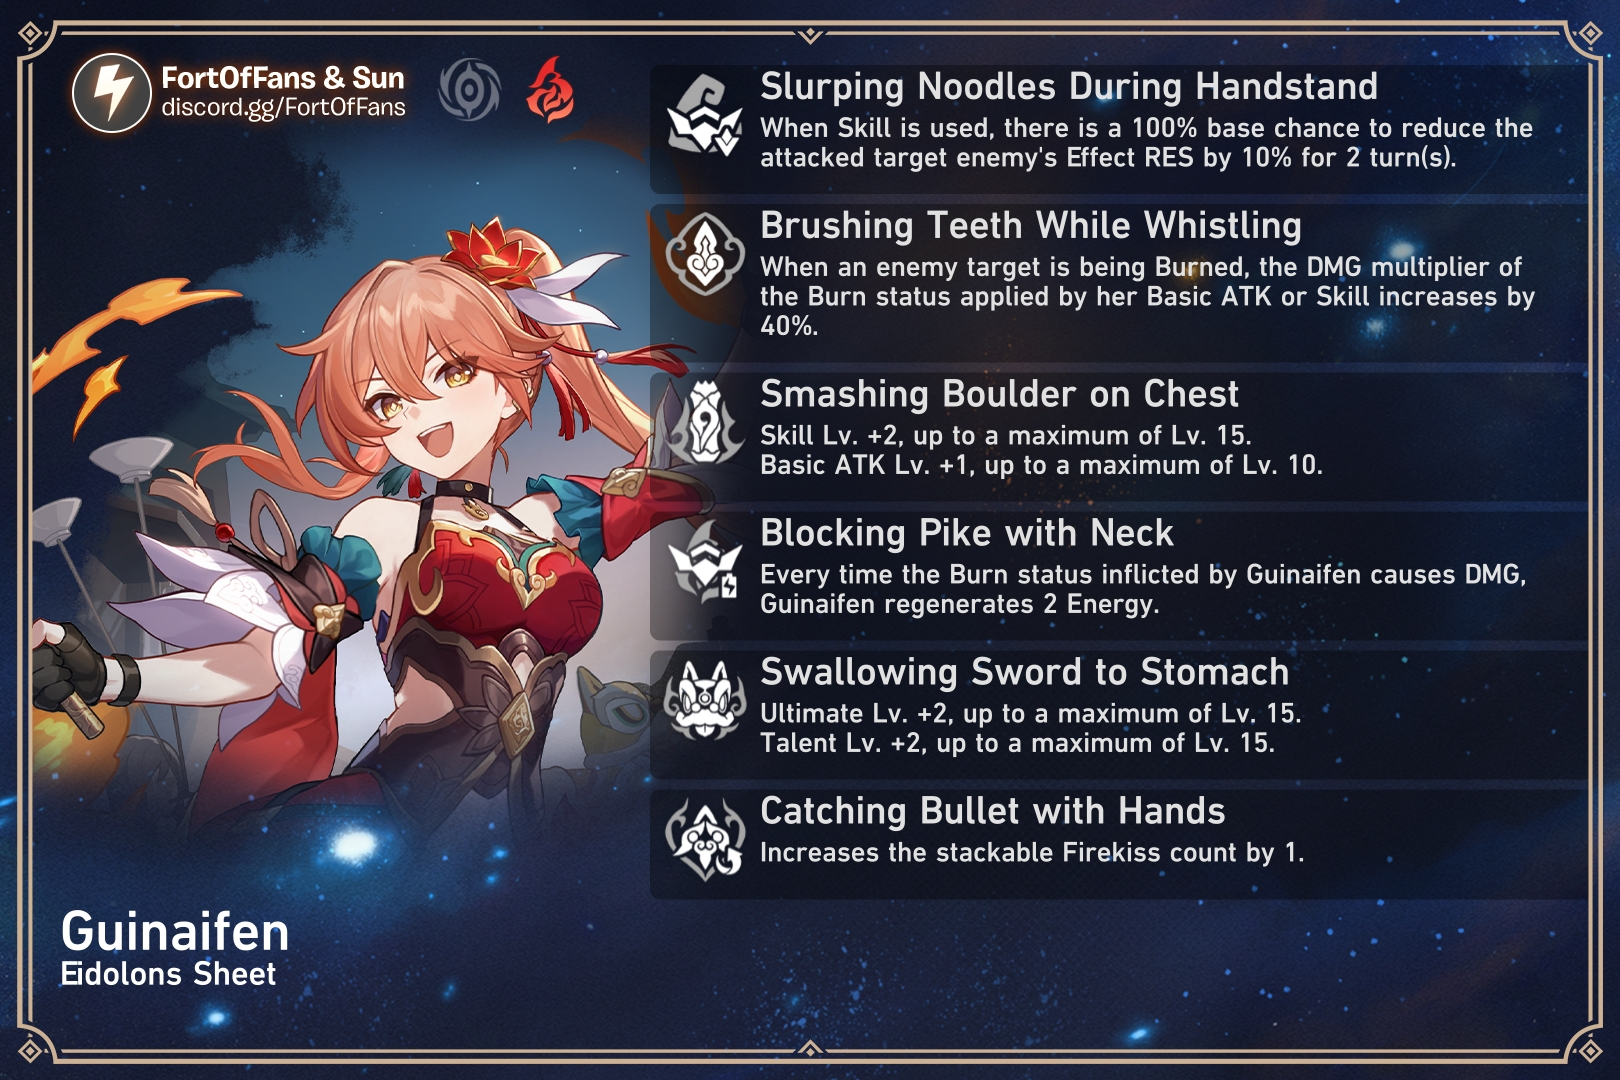 FortOfFans & Sun
discord.gg/FortOfFans
Slurping Noodles During Handstand
When Skill is used, there is a 100% base chance to reduce the
attacked target enemy's Effect RES by 10% for 2 turn(s).
Brushing Teeth While Whistling
When an enemy target is being Burned, the DMG multiplier of
the Burn status applied by her Basic ATK or Skill increases by
40%.
Smashing Boulder on Chest
Skill Lv. +2, up to a maximum of Lv. 15.
Basic ATK Lv. +1, up to a maximum of Lv. 10.
Blocking Pike with Neck
Every time the Burn status inflicted by Guinaifen causes DMG,
Guinaifen regenerates 2 Energy.
Swallowing Sword to Stomach
Ultimate Lv. +2, up to a maximum of Lv. 15.
Talent Lv. +2, up to a maximum of Lv. 15.
Catching Bullet with Hands
Increases the stackable Firekiss count by 1.
Guinaifen
Eidolons Sheet